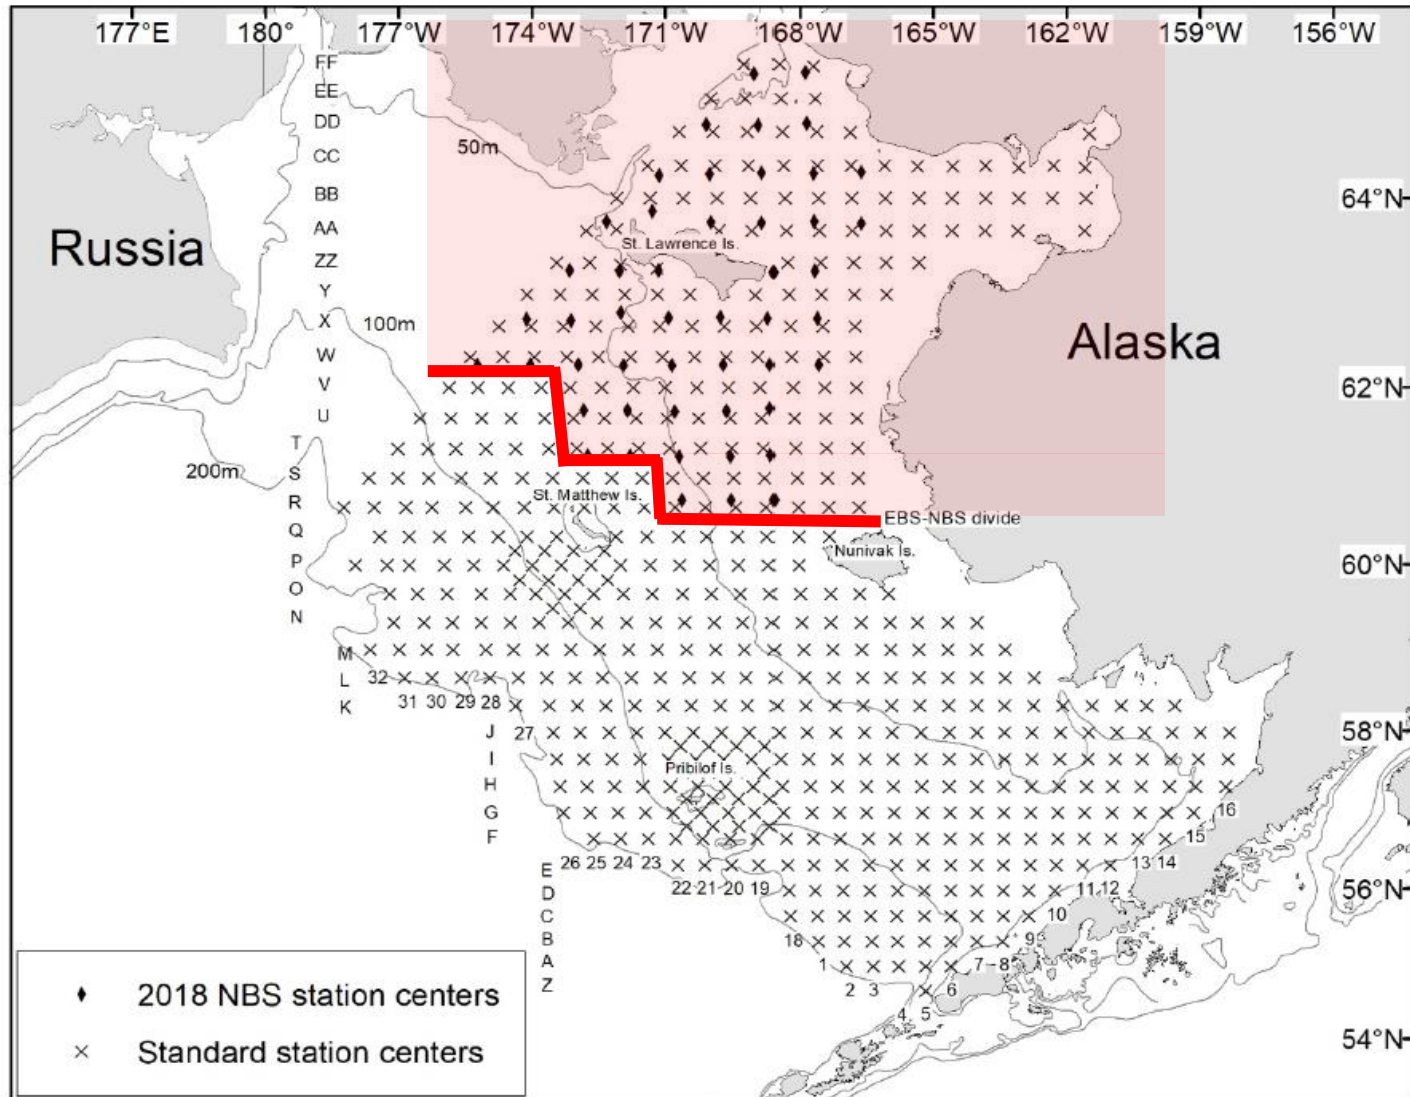 177°E 180° 177°W 174°W 171°W 168°W 165°W 162°W 159°W 156°W
FF
EE
DD
50m
CC
BB
64°N
AA
St. Lawrence Is.
Russia
ZZ
Y
X
100m
Alaska
W
V
62°N
U
T
200m
S
St. Matthew Is.
R
EBS-NBS divide
Q
Nunivak Is.
P
60°N
O
N
M
L
32
K
31 30 29 28
J
27
58°N
I
Pribilof Is.
H
G
16
F
15
26 25 24 23
13 14
E
22 21 20 19
11 12
56°N
D
C
10
B
18
9
A
1
7 8
Z
2 3
6
4 5
54°N
2018 NBS station centers
Standard station centers